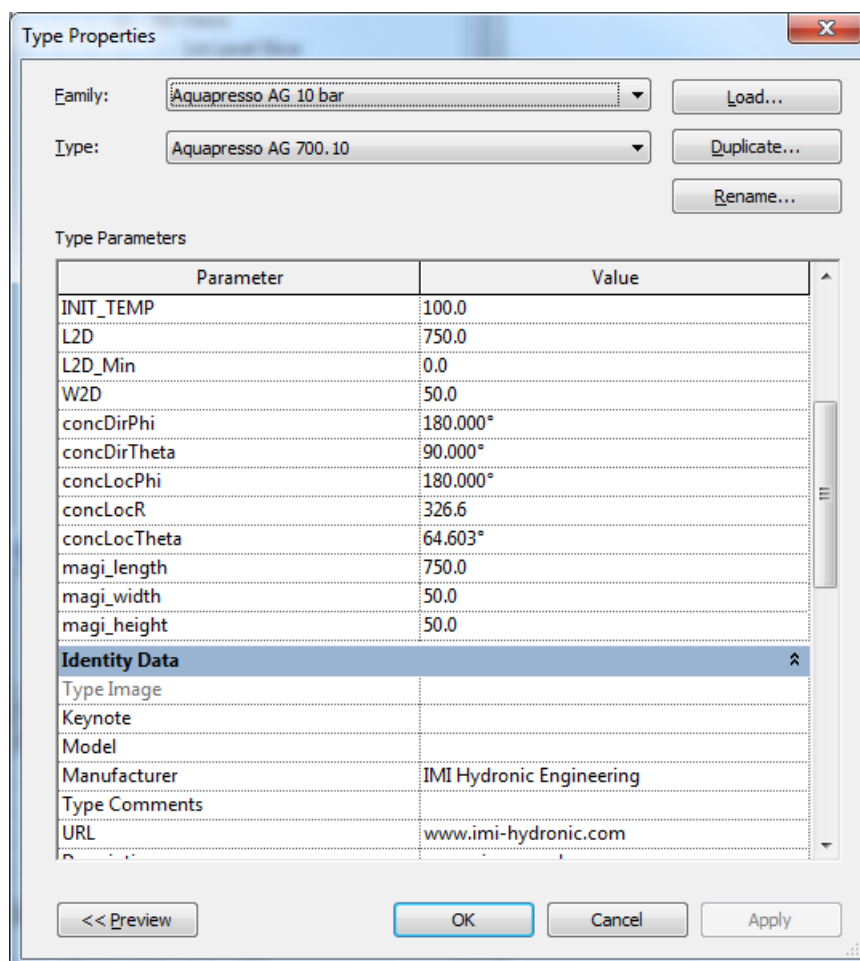 Type Properties
Family: Aquapresso AG 10 bar Load...
Type: Aquapresso AG 700.10 Duplicate...
Rename...
Type Parameters
Parameter Value
INIT_TEMP 100.0
L2D 750.0
L2D_Min 0.0
W2D 50.0
concDirPhi 180.000°
concDirTheta 90.000°
concLocPhi 180.000°
concLocR 326.6
concLocTheta 64.603°
magi_length 750.0
magi_width 50.0
magi_height 50.0
Identity Data
Type Image
Keynote
Model
Manufacturer IMI Hydronic Engineering
Type Comments
URL www.imi-hydronic.com
<< Preview OK Cancel Apply